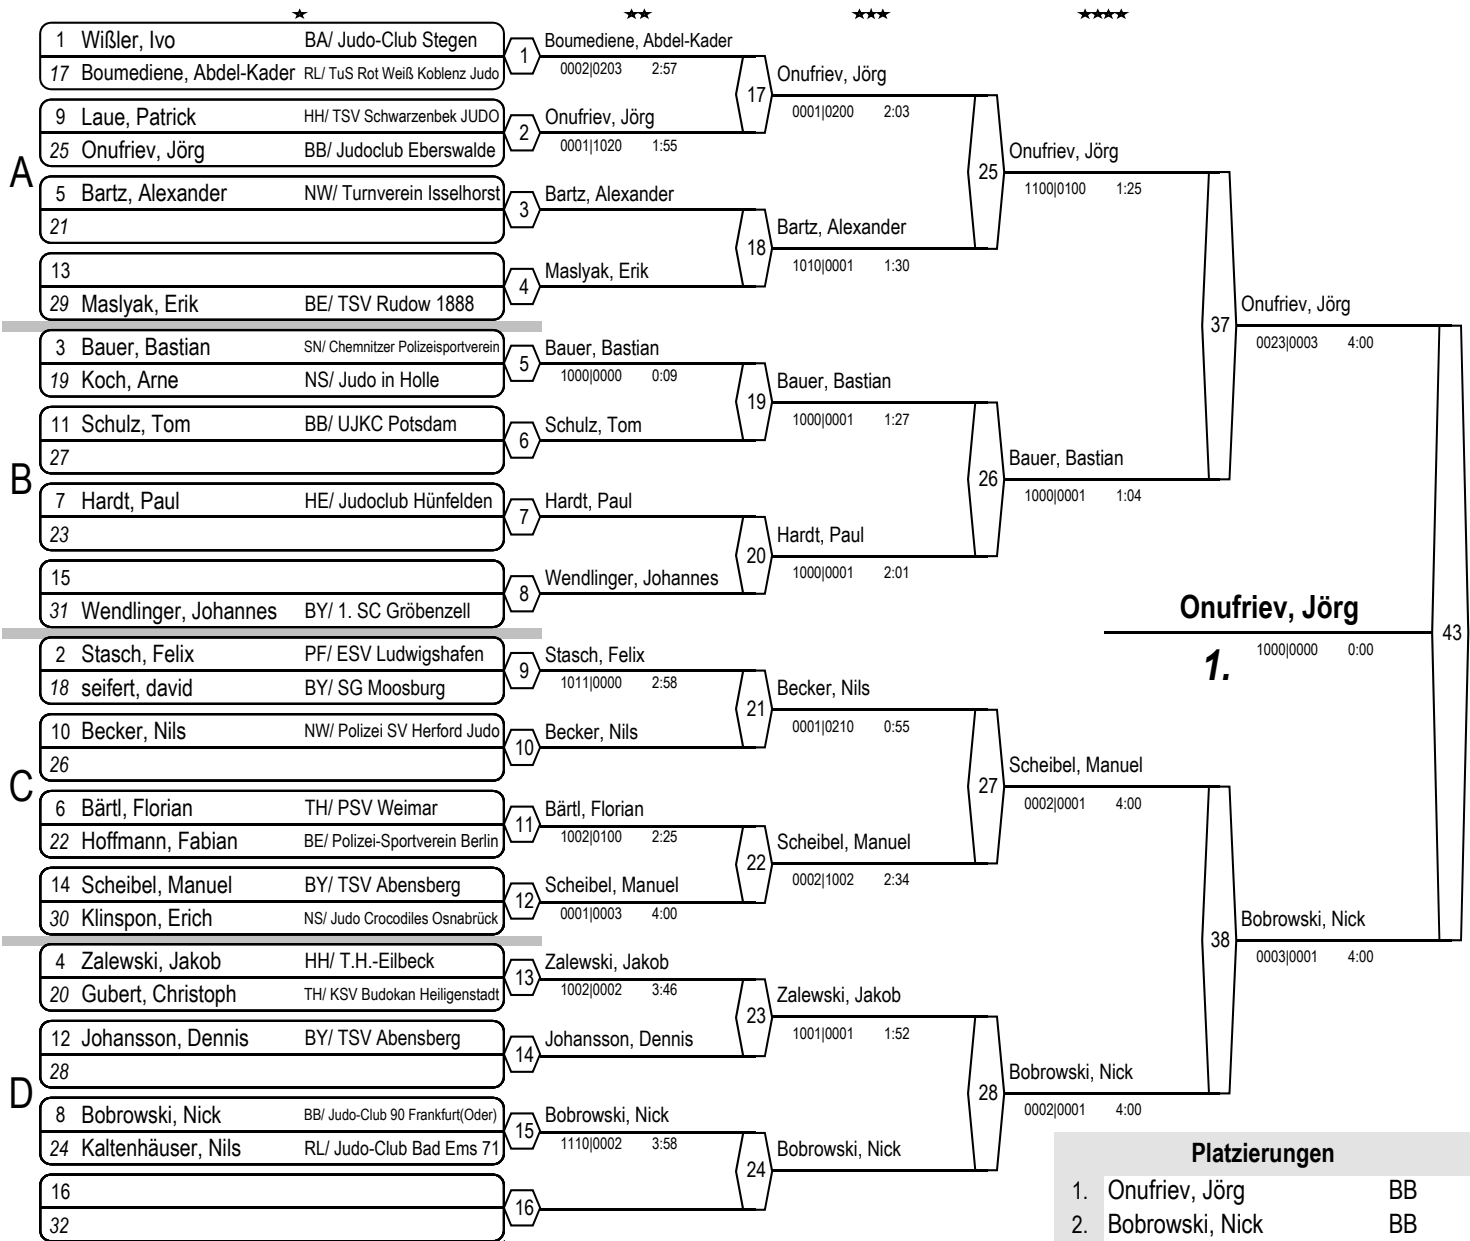 1 Wißler, Ivo BA/ Judo-Club Stegen
17 Boumediene, Abdel-Kader RL/ TuS Rot Weiß Koblenz Judo
9 Laue, Patrick HH/ TSV Schwarzenbek JUDO
25 Onufriev, Jörg BB/ Judoclub Eberswalde
A
5 Bartz, Alexander NW/ Turnverein Isselhorst
21
13
29 Maslyak, Erik BE/ TSV Rudow 1888
3 Bauer, Bastian SN/ Chemnitzer Polizeisportverein
19 Koch, Arne NS/ Judo in Holle
11 Schulz, Tom BB/ UJKC Potsdam
27
B
7 Hardt, Paul HE/ Judoclub Hünfelden
23
15
31 Wendlinger, Johannes BY/ 1. SC Gröbenzell
2 Stasch, Felix PF/ ESV Ludwigshafen
18 seifert, david BY/ SG Moosburg
10 Becker, Nils NW/ Polizei SV Herford Judo
26
C
6 Bärtl, Florian TH/ PSV Weimar
22 Hoffmann, Fabian BE/ Polizei-Sportverein Berlin
14 Scheibel, Manuel BY/ TSV Abensberg
30 Klinspon, Erich NS/ Judo Crocodiles Osnabrück
4 Zalewski, Jakob HH/ T.H.-Eilbeck
20 Gubert, Christoph TH/ KSV Budokan Heiligenstadt
12 Johansson, Dennis BY/ TSV Abensberg
28
D
8 Bobrowski, Nick BB/ Judo-Club 90 Frankfurt(Oder)
24 Kaltenhäuser, Nils RL/ Judo-Club Bad Ems 71
16
32
1 Boumediene, Abdel-Kader
0002|0203 2:57
2 Onufriev, Jörg
0001|1020 1:55
3 Bartz, Alexander
4 Maslyak, Erik
5 Bauer, Bastian
1000|0000 0:09
6 Schulz, Tom
7 Hardt, Paul
8 Wendlinger, Johannes
9 Stasch, Felix
1011|0000 2:58
10 Becker, Nils
11 Bärtl, Florian
1002|0100 2:25
12 Scheibel, Manuel
0001|0003 4:00
13 Zalewski, Jakob
1002|0002 3:46
14 Johansson, Dennis
15 Bobrowski, Nick
1110|0002 3:58
16
17 Onufriev, Jörg
0001|0200 2:03
18 Bartz, Alexander
1010|0001 1:30
19 Bauer, Bastian
1000|0001 1:27
20 Hardt, Paul
1000|0001 2:01
21 Becker, Nils
0001|0210 0:55
22 Scheibel, Manuel
0002|1002 2:34
23 Zalewski, Jakob
1001|0001 1:52
24 Bobrowski, Nick
25 Onufriev, Jörg
1100|0100 1:25
26 Bauer, Bastian
1000|0001 1:04
27 Scheibel, Manuel
0002|0001 4:00
28 Bobrowski, Nick
0002|0001 4:00
37 Onufriev, Jörg
0023|0003 4:00
38 Bobrowski, Nick
0003|0001 4:00
43
Onufriev, Jörg
1. 1000|0000 0:00
Platzierungen
1. Onufriev, Jörg BB
2. Bobrowski, Nick BB